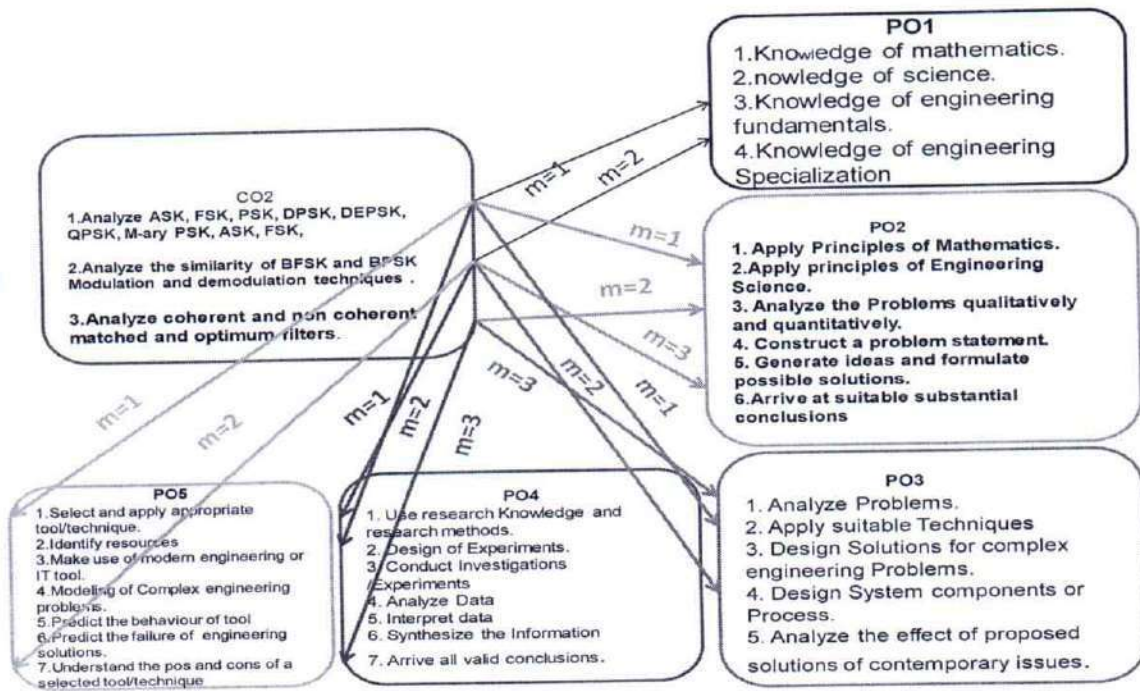 PO1
1.Knowledge of mathematics.
2.nowledge of science.
3.Knowledge of engineering
fundamentals.
4.Knowledge of engineering
Specialization
m=1
m=2
CO2
1.Analyze ASK, FSK, PSK, DPSK, DEPSK,
QPSK, M-ary PSK, ASK, FSK,
2.Analyze the similarity of BFSK and BPSK
Modulation and demodulation techniques .
3.Analyze coherent and non coherent
matched and optimum filters.
m=1
m=2
m=3
PO2
1. Apply Principles of Mathematics.
2.Apply principles of Engineering
Science.
3. Analyze the Problems qualitatively
and quantitatively.
4. Construct a problem statement.
5. Generate ideas and formulate
possible solutions.
6.Arrive at suitable substantial
conclusions
m=1
m=2
m=1
m=2
m=3
m=3
m=2
m=1
PO5
1.Select and apply appropriate
tool/technique.
2.Identify resources
3.Make use of modern engineering or
IT tool.
4.Modeling of Complex engineering
problems.
5.Predict the behaviour of tool
6.Predict the failure of engineering
solutions.
7.Understand the pos and cons of a
selected tool/technique
PO4
1. Use research Knowledge and
research methods.
2. Design of Experiments.
3. Conduct Investigations
/Experiments
4. Analyze Data
5. Interpret data
6. Synthesize the Information
7. Arrive all valid conclusions.
PO3
1. Analyze Problems.
2. Apply suitable Techniques
3. Design Solutions for complex
engineering Problems.
4. Design System components or
Process.
5. Analyze the effect of proposed
solutions of contemporary issues.